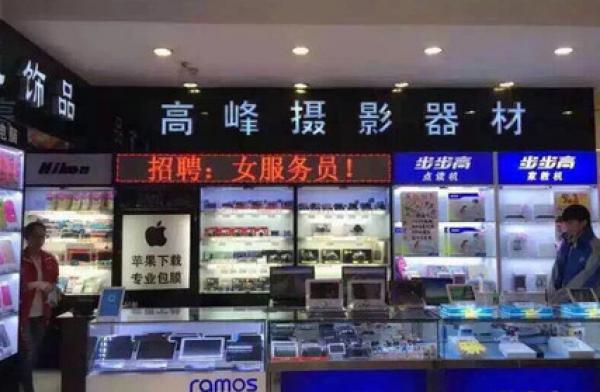 饰品
高峰摄影器材
Nikon
招聘：女服务员！
步步高
点读机
步步高
家教机
苹果下载
专业包膜
ramos